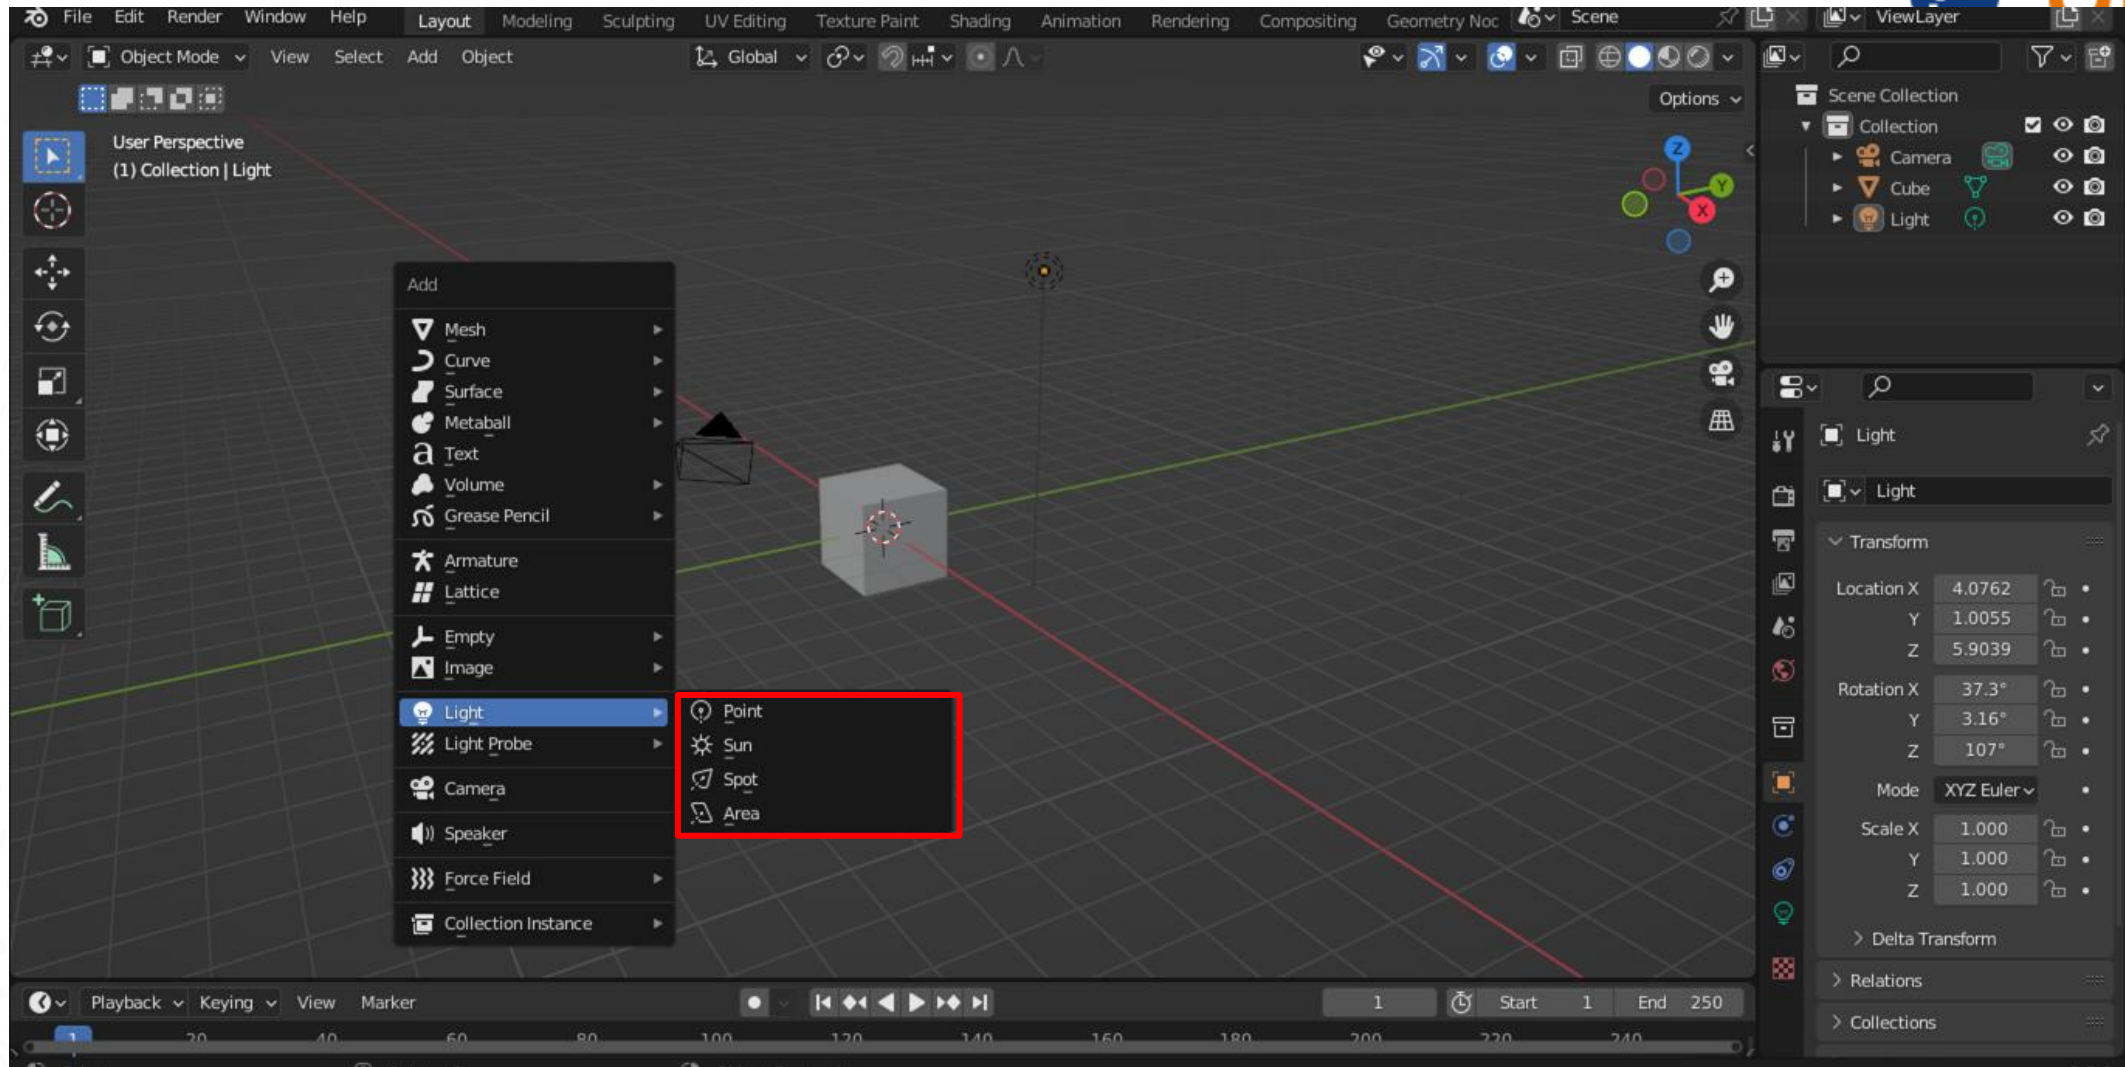 File Edit Render Window Help Layout Modeling Sculpting UV Editing Texture Paint Shading Animation Rendering Compositing Geometry Noc Scene ViewLayer
Object Mode View Select Add Object Global
Options
User Perspective
(1) Collection | Light
Add
Mesh
Curve
Surface
Metaball
Text
Volume
Grease Pencil
Armature
Lattice
Empty
Image
Light
Light Probe
Camera
Speaker
Force Field
Collection Instance
Point
Sun
Spot
Area
Z
Y
X
Scene Collection
Collection
Camera
Cube
Light
Light
Light
Transform
Location X 4.0762
Y 1.0055
Z 5.9039
Rotation X 37.3°
Y 3.16°
Z 107°
Mode XYZ Euler
Scale X 1.000
Y 1.000
Z 1.000
Delta Transform
Relations
Collections
Playback Keying View Marker 1 Start 1 End 250
1 20 40 60 80 100 120 140 160 180 200 220 240